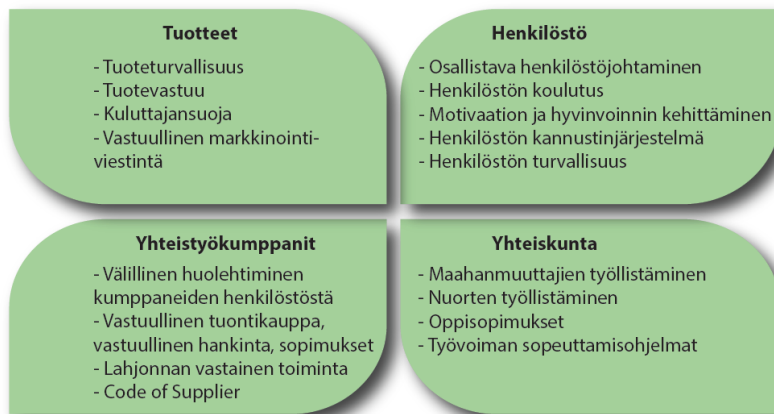 Tuotteet
- Tuoteturvallisuus
- Tuotevastuu
- Kuluttajansuoja
- Vastuullinen markkinointi-
viestintä
Henkilöstö
- Osallistava henkilöstöjohtaminen
- Henkilöstön koulutus
- Motivaation ja hyvinvoinnin kehittäminen
- Henkilöstön kannustinjärjestelmä
- Henkilöstön turvallisuus
Yhteistyökumppanit
- Välillinen huolehtiminen
kumppaneiden henkilöstöstä
- Vastuullinen tuontikauppa,
vastuullinen hankinta, sopimukset
- Lahjonnan vastainen toiminta
- Code of Supplier
Yhteiskunta
- Maahanmuuttajien työllistäminen
- Nuorten työllistäminen
- Oppisopimukset
- Työvoiman sopeuttamisohjelmat